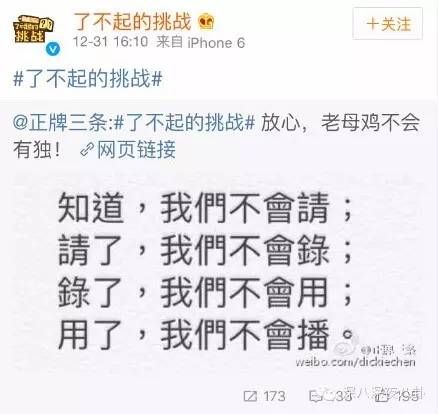 了不起的挑战
了不起的挑战
12-31 16:10 来自 iPhone 6
+关注
#了不起的挑战#
@正牌三条:#了不起的挑战# 放心，老母鸡不会
有独！ 网页链接
知道，我們不會請；
請了，我們不會錄；
錄了，我們不會用；
用了，我們不會播。
weibo.com/dickiechen
173
33
195